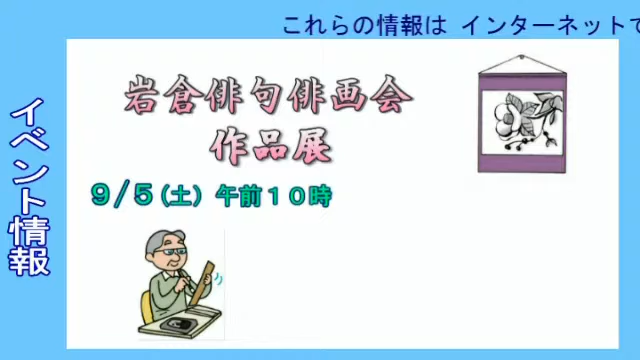 これらの情報は インターネットで
イベント情報
岩倉俳句俳画会
作品展
９/５(土) 午前１０時